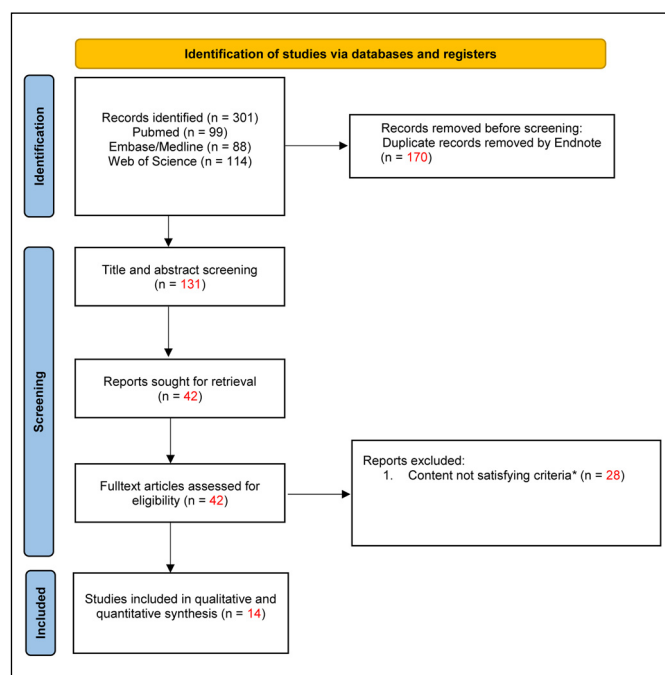 Identification of studies via databases and registers
Identification
Records identified (n = 301)
Pubmed (n = 99)
Embase/Medline (n = 88)
Web of Science (n = 114)
Records removed before screening:
Duplicate records removed by Endnote
(n = 170)
Screening
Title and abstract screening
(n = 131)
Reports sought for retrieval
(n = 42)
Fulltext articles assessed for
eligibility (n = 42)
Reports excluded:
1. Content not satisfying criteria* (n = 28)
Included
Studies included in qualitative and
quantitative synthesis (n = 14)